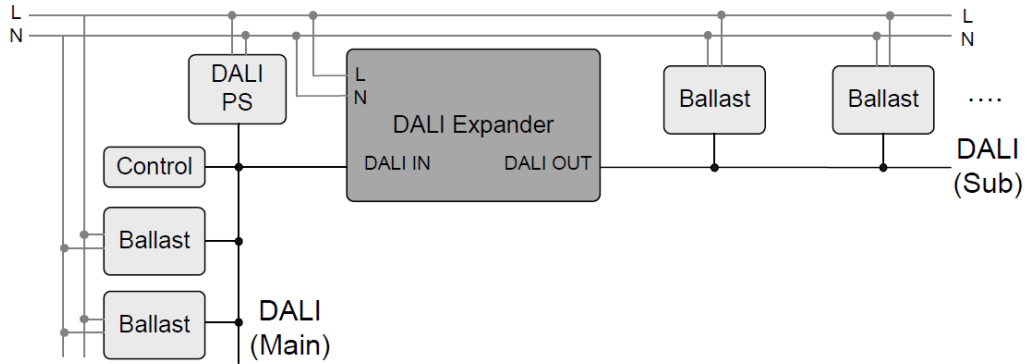 L
N
L
N
DALI
PS
L
N
DALI Expander
DALI IN
DALI OUT
Ballast
Ballast
....
DALI
(Sub)
Control
Ballast
Ballast
DALI
(Main)